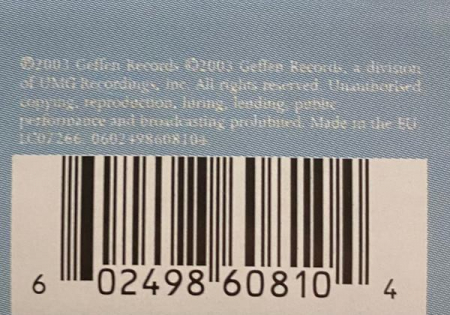 ℗2003 Geffen Records ©2003 Geffen Records, a division
of UMG Recordings, Inc. All rights reserved. Unauthorised
copying, reproduction, hiring, lending, public
performance and broadcasting prohibited. Made in the EU
LC07266. 0602498608104.
6 02498 60810 4